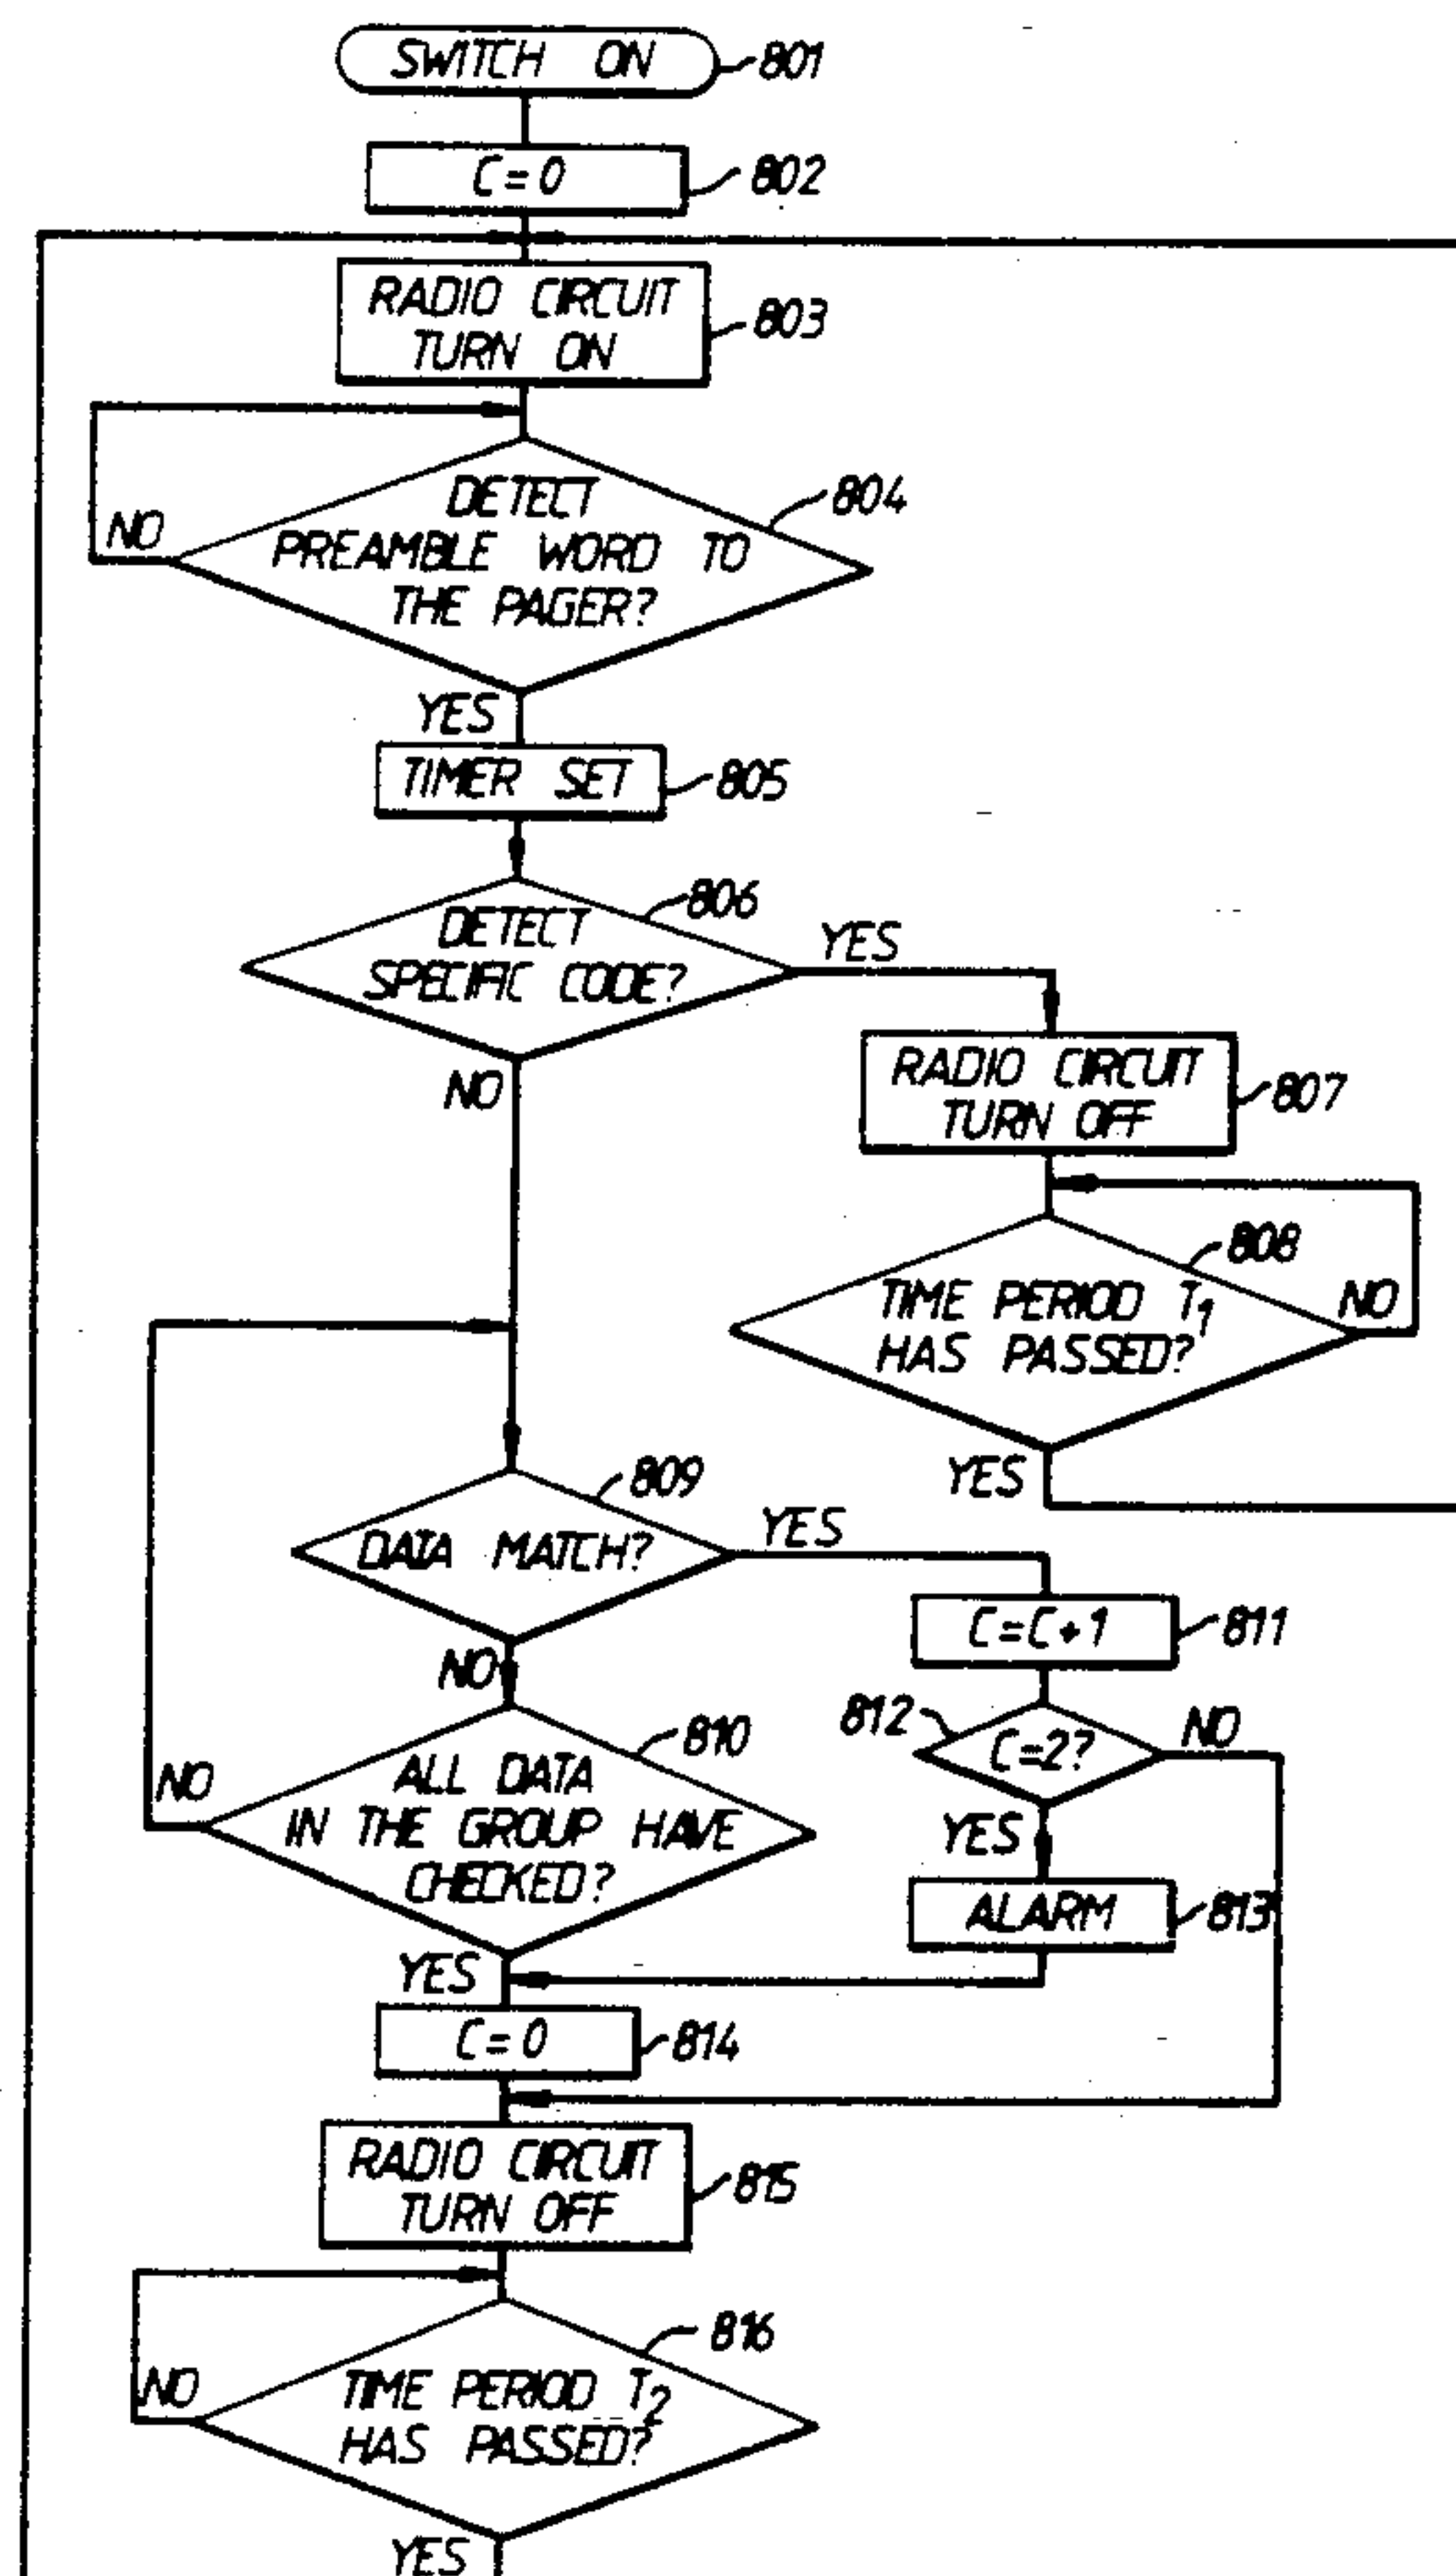 SWITCH ON 801
C=0 802
RADIO CIRCUIT
TURN ON
803
DETECT
PREAMBLE WORD TO
THE PAGER?
804
NO
YES
TIMER SET 805
DETECT
SPECIFIC CODE?
806
YES
NO
RADIO CIRCUIT
TURN OFF
807
TIME PERIOD T1
HAS PASSED?
808
NO
YES
DATA MATCH?
809
YES
NO
C=C+1 811
812
C=2?
NO
YES
ALARM 813
ALL DATA
IN THE GROUP HAVE
CHECKED?
810
NO
YES
C=0 814
RADIO CIRCUIT
TURN OFF
815
TIME PERIOD T2
HAS PASSED?
816
NO
YES